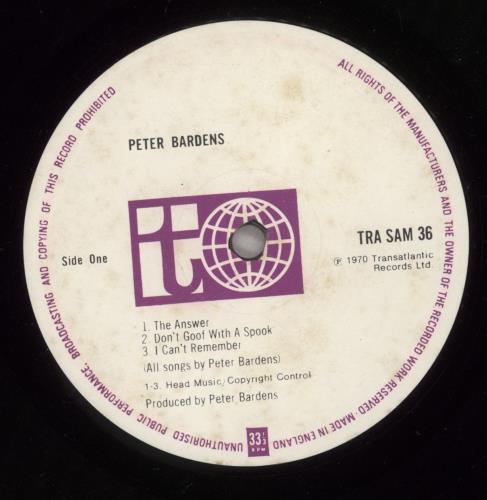 PETER BARDENS
Side One
it
TRA SAM 36
℗ 1970 Transatlantic
Records Ltd.
1. The Answer
2. Don't Goof With A Spook
3. I Can't Remember
(All songs by Peter Bardens)
1-3. Head Music/Copyright Control
Produced by Peter Bardens
33⅓
RPM
ALL RIGHTS OF THE MANUFACTURERS AND THE OWNER OF THE RECORDED WORK RESERVED·MADE IN ENGLAND
UNAUTHORISED PUBLIC PERFORMANCE, BROADCASTING AND COPYING OF THIS RECORD PROHIBITED